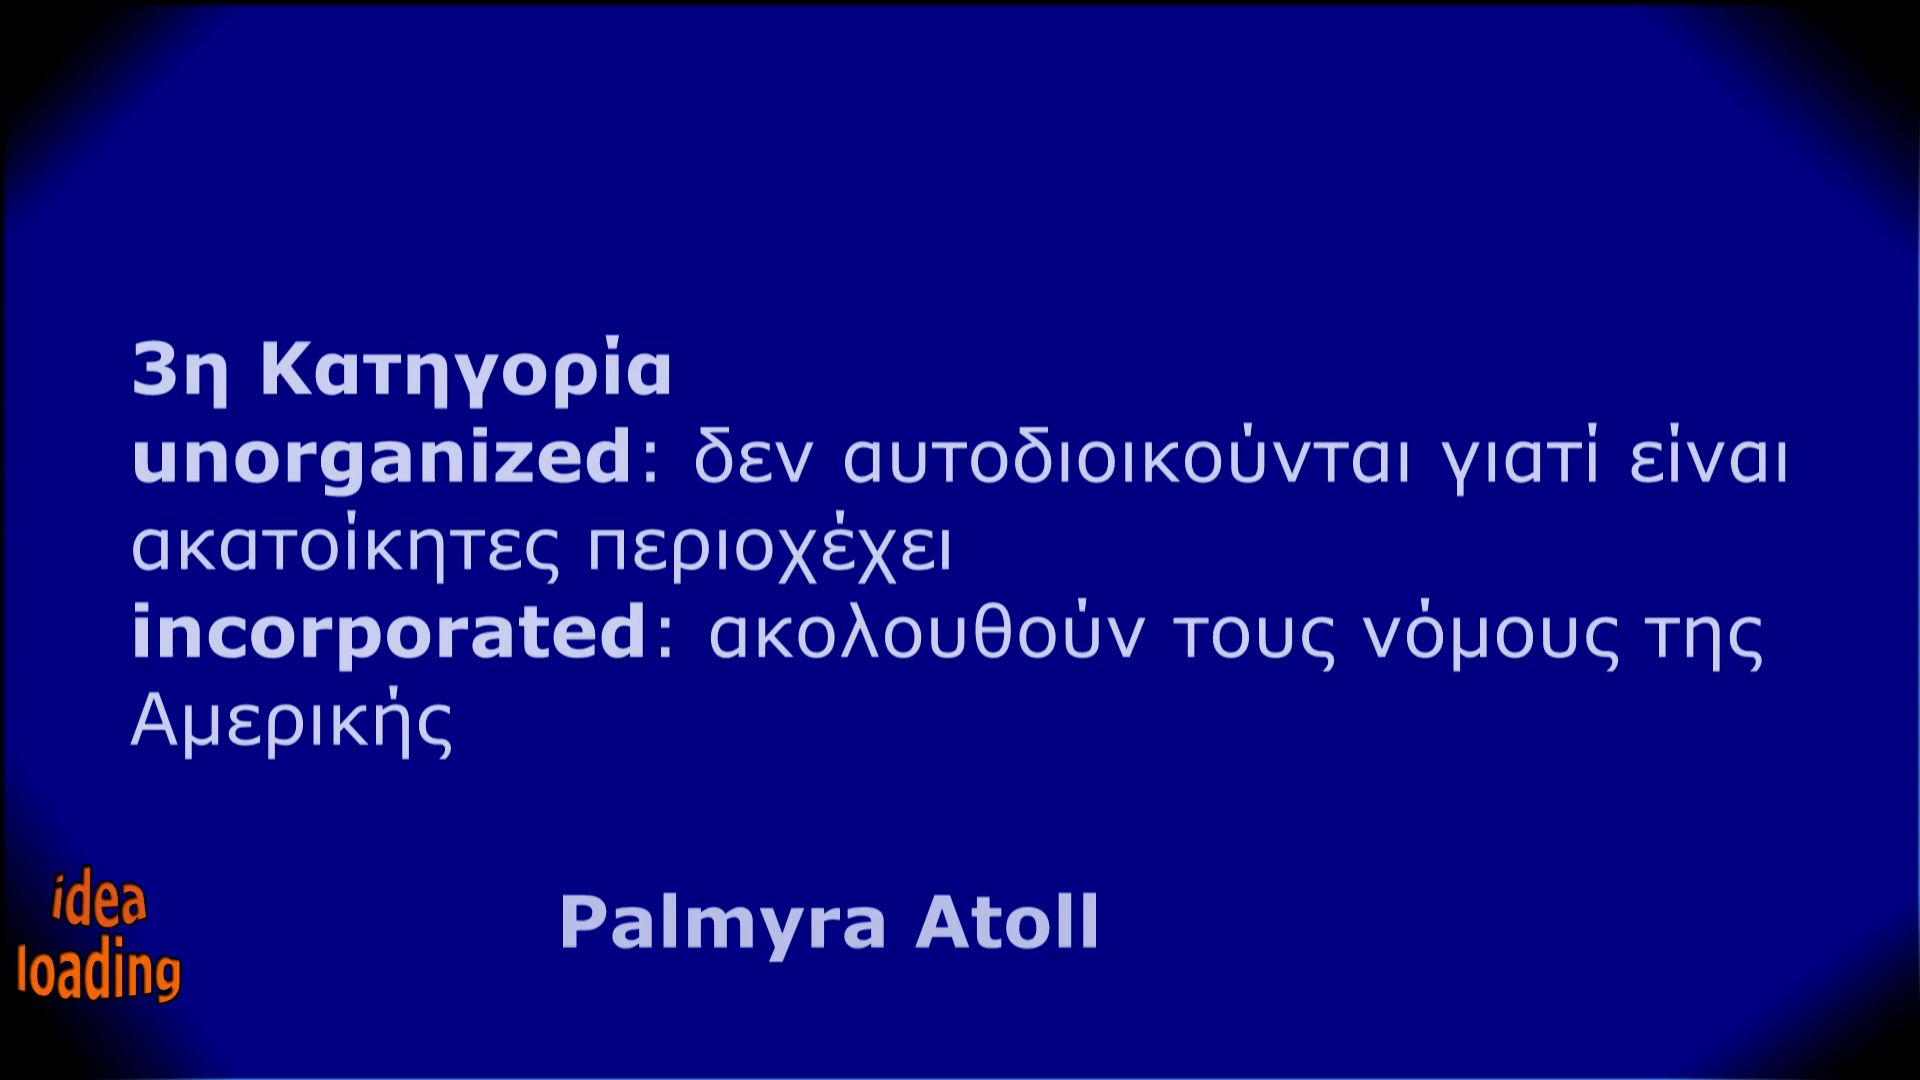 3η Κατηγορία
unorganized: δεν αυτοδιοικούνται γιατί είναι
ακατοίκητες περιοχέχει
incorporated: ακολουθούν τους νόμους της
Αμερικής
Palmyra Atoll
idea
loading